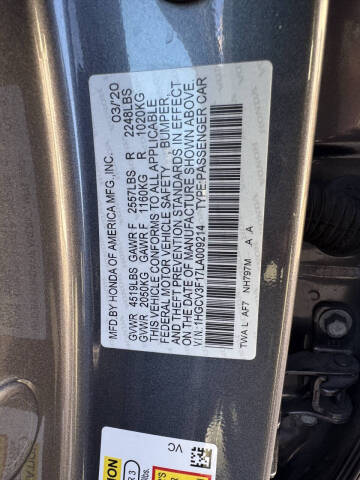 MFD.BY HONDA OF AMERICA MFG.,INC. 03/'20
GVWR 4519LBS GAWR F 2557LBS R 2248LBS
GVWR 2050KG GAWR F 1160KG R 1020KG
THIS VEHICLE CONFORMS TO ALL APPLICABLE
FEDERAL MOTOR VEHICLE SAFETY, BUMPER,
AND THEFT PREVENTION STANDARDS IN EFFECT
ON THE DATE OF MANUFACTURE SHOWN ABOVE.
V.I.N.:1HGCV3F17LA009214 TYPE:PASSENGER CAR
TWA L AF7 NH797M A A
VC